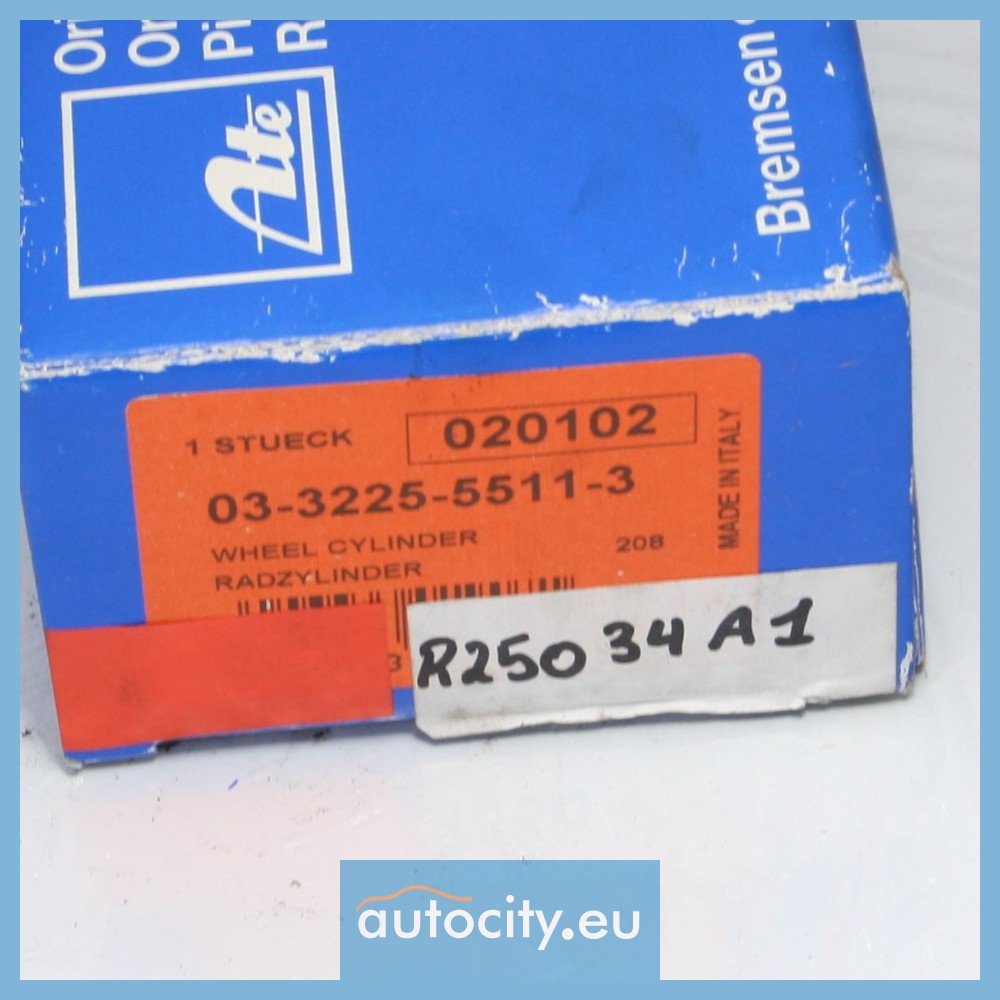 Ate
Bremsen
1 STUECK
020102
03-3225-5511-3
WHEEL CYLINDER
208
RADZYLINDER
MADE IN ITALY
3
R250 34 A1
autocity.eu